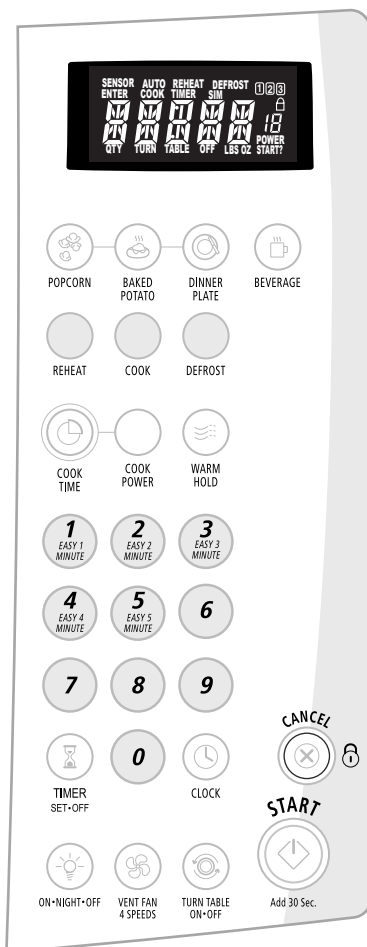 SENSOR AUTO REHEAT DEFROST 1 2 3
ENTER COOK TIMER SIM
18
POWER
QTY TURN TABLE OFF LBS OZ START?
POPCORN BAKED POTATO DINNER PLATE BEVERAGE
REHEAT COOK DEFROST
COOK TIME COOK POWER WARM HOLD
1 2 3
EASY 1 MINUTE EASY 2 MINUTE EASY 3 MINUTE
4 5 6
EASY 4 MINUTE EASY 5 MINUTE
7 8 9
0
CANCEL
TIMER CLOCK
SET•OFF
START
ON•NIGHT•OFF VENT FAN 4 SPEEDS TURN TABLE ON•OFF Add 30 Sec.